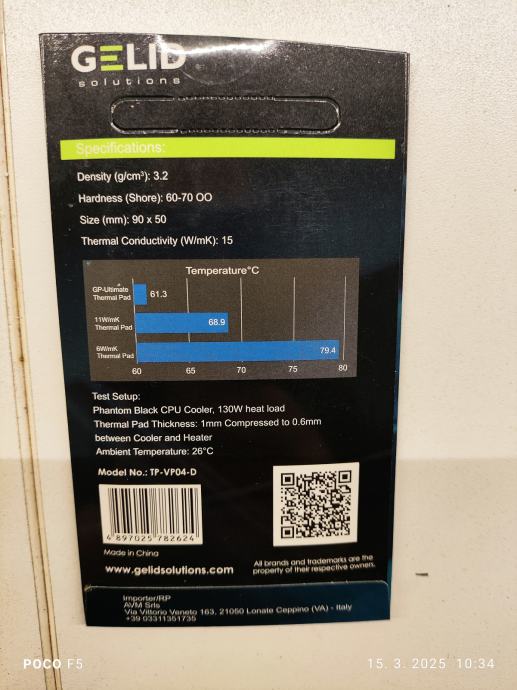 GELID
solutions
Specifications:
Density (g/cm³): 3.2
Hardness (Shore): 60-70 OO
Size (mm): 90 x 50
Thermal Conductivity (W/mK): 15
Temperature°C
GP-Ultimate
Thermal Pad
61.3
11W/mK
Thermal Pad
68.9
6W/mK
Thermal Pad
79.4
60 65 70 75 80
Test Setup:
Phantom Black CPU Cooler, 130W heat load
Thermal Pad Thickness: 1mm Compressed to 0.6mm
between Cooler and Heater
Ambient Temperature: 26°C
Model No.: TP-VP04-D
4 897025 782624
Made in China
www.gelidsolutions.com
All brands and trademarks are the
property of their respective owners.
Importer/RP
AVM Srls
Via Vittorio Veneto 163, 21050 Lonate Ceppino (VA) - Italy
+39 03311351735
POCO F5
15. 3. 2025 10:34